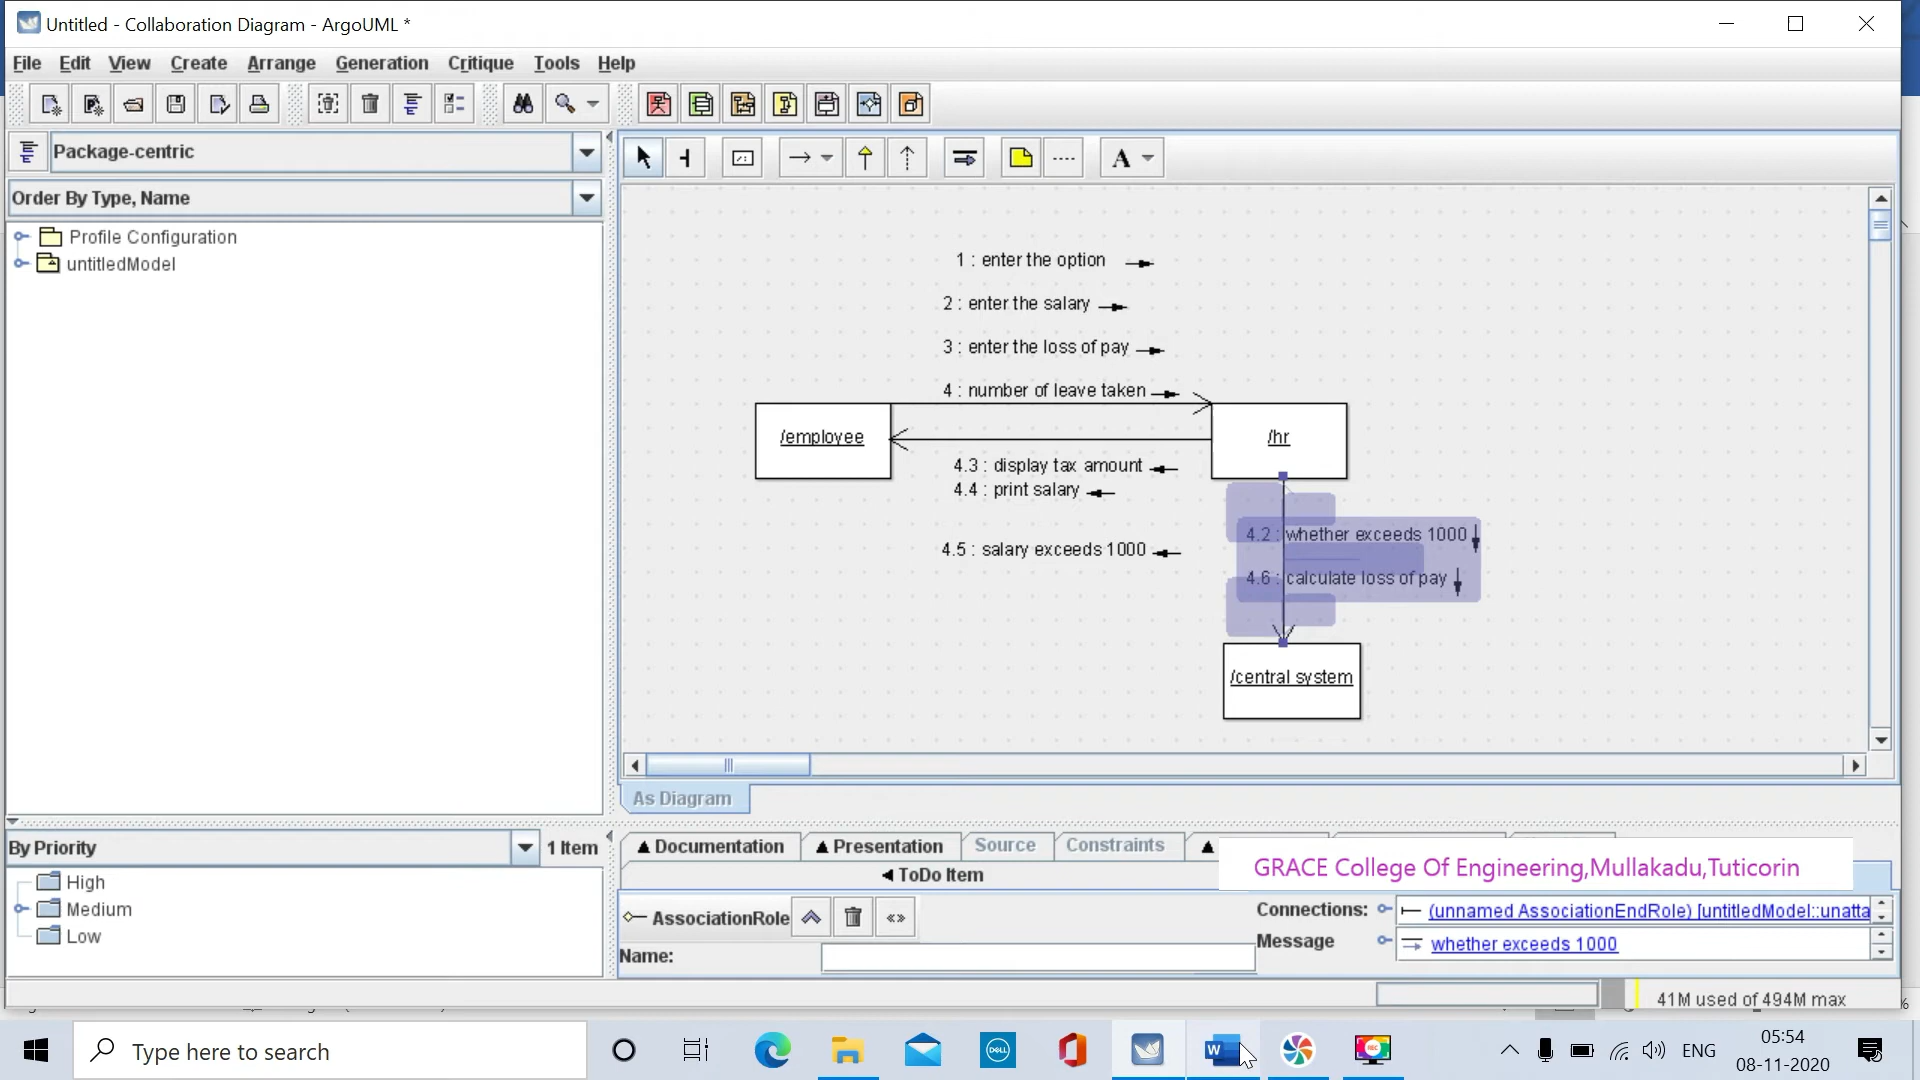 Untitled - Collaboration Diagram - ArgoUML *
File Edit View Create Arrange Generation Critique Tools Help
Package-centric
A
Order By Type, Name
Profile Configuration
untitledModel
1 : enter the option
2 : enter the salary
3 : enter the loss of pay
4 : number of leave taken
/employee
/hr
4.3 : display tax amount
4.4 : print salary
4.2 : whether exceeds 1000
4.5 : salary exceeds 1000
4.6 : calculate loss of pay
/central system
As Diagram
By Priority
1 Item
High
Medium
Low
Documentation Presentation Source Constraints
ToDo Item
GRACE College Of Engineering,Mullakadu,Tuticorin
AssociationRole
Name:
Connections: (unnamed AssociationEndRole) [untitledModel::unatta
Message whether exceeds 1000
41M used of 494M max
Type here to search
DELL
W
ENG
05:54
08-11-2020